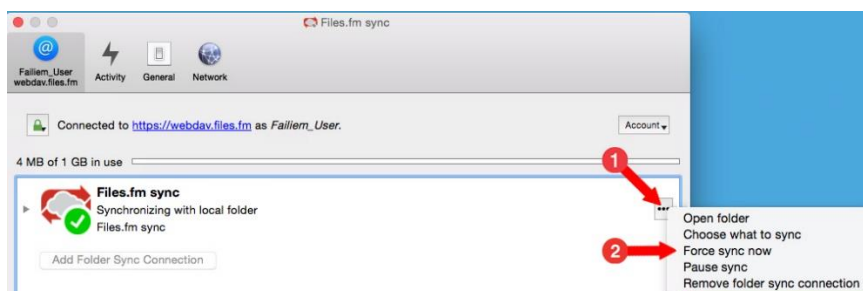 Files.fm sync
Failiem_User
webdav.files.fm
Activity
General
Network
Connected to https://webdav.files.fm as Failiem_User.
Account
4 MB of 1 GB in use
1
Files.fm sync
Synchronizing with local folder
Files.fm sync
Add Folder Sync Connection
Open folder
Choose what to sync
2
Force sync now
Pause sync
Remove folder sync connection